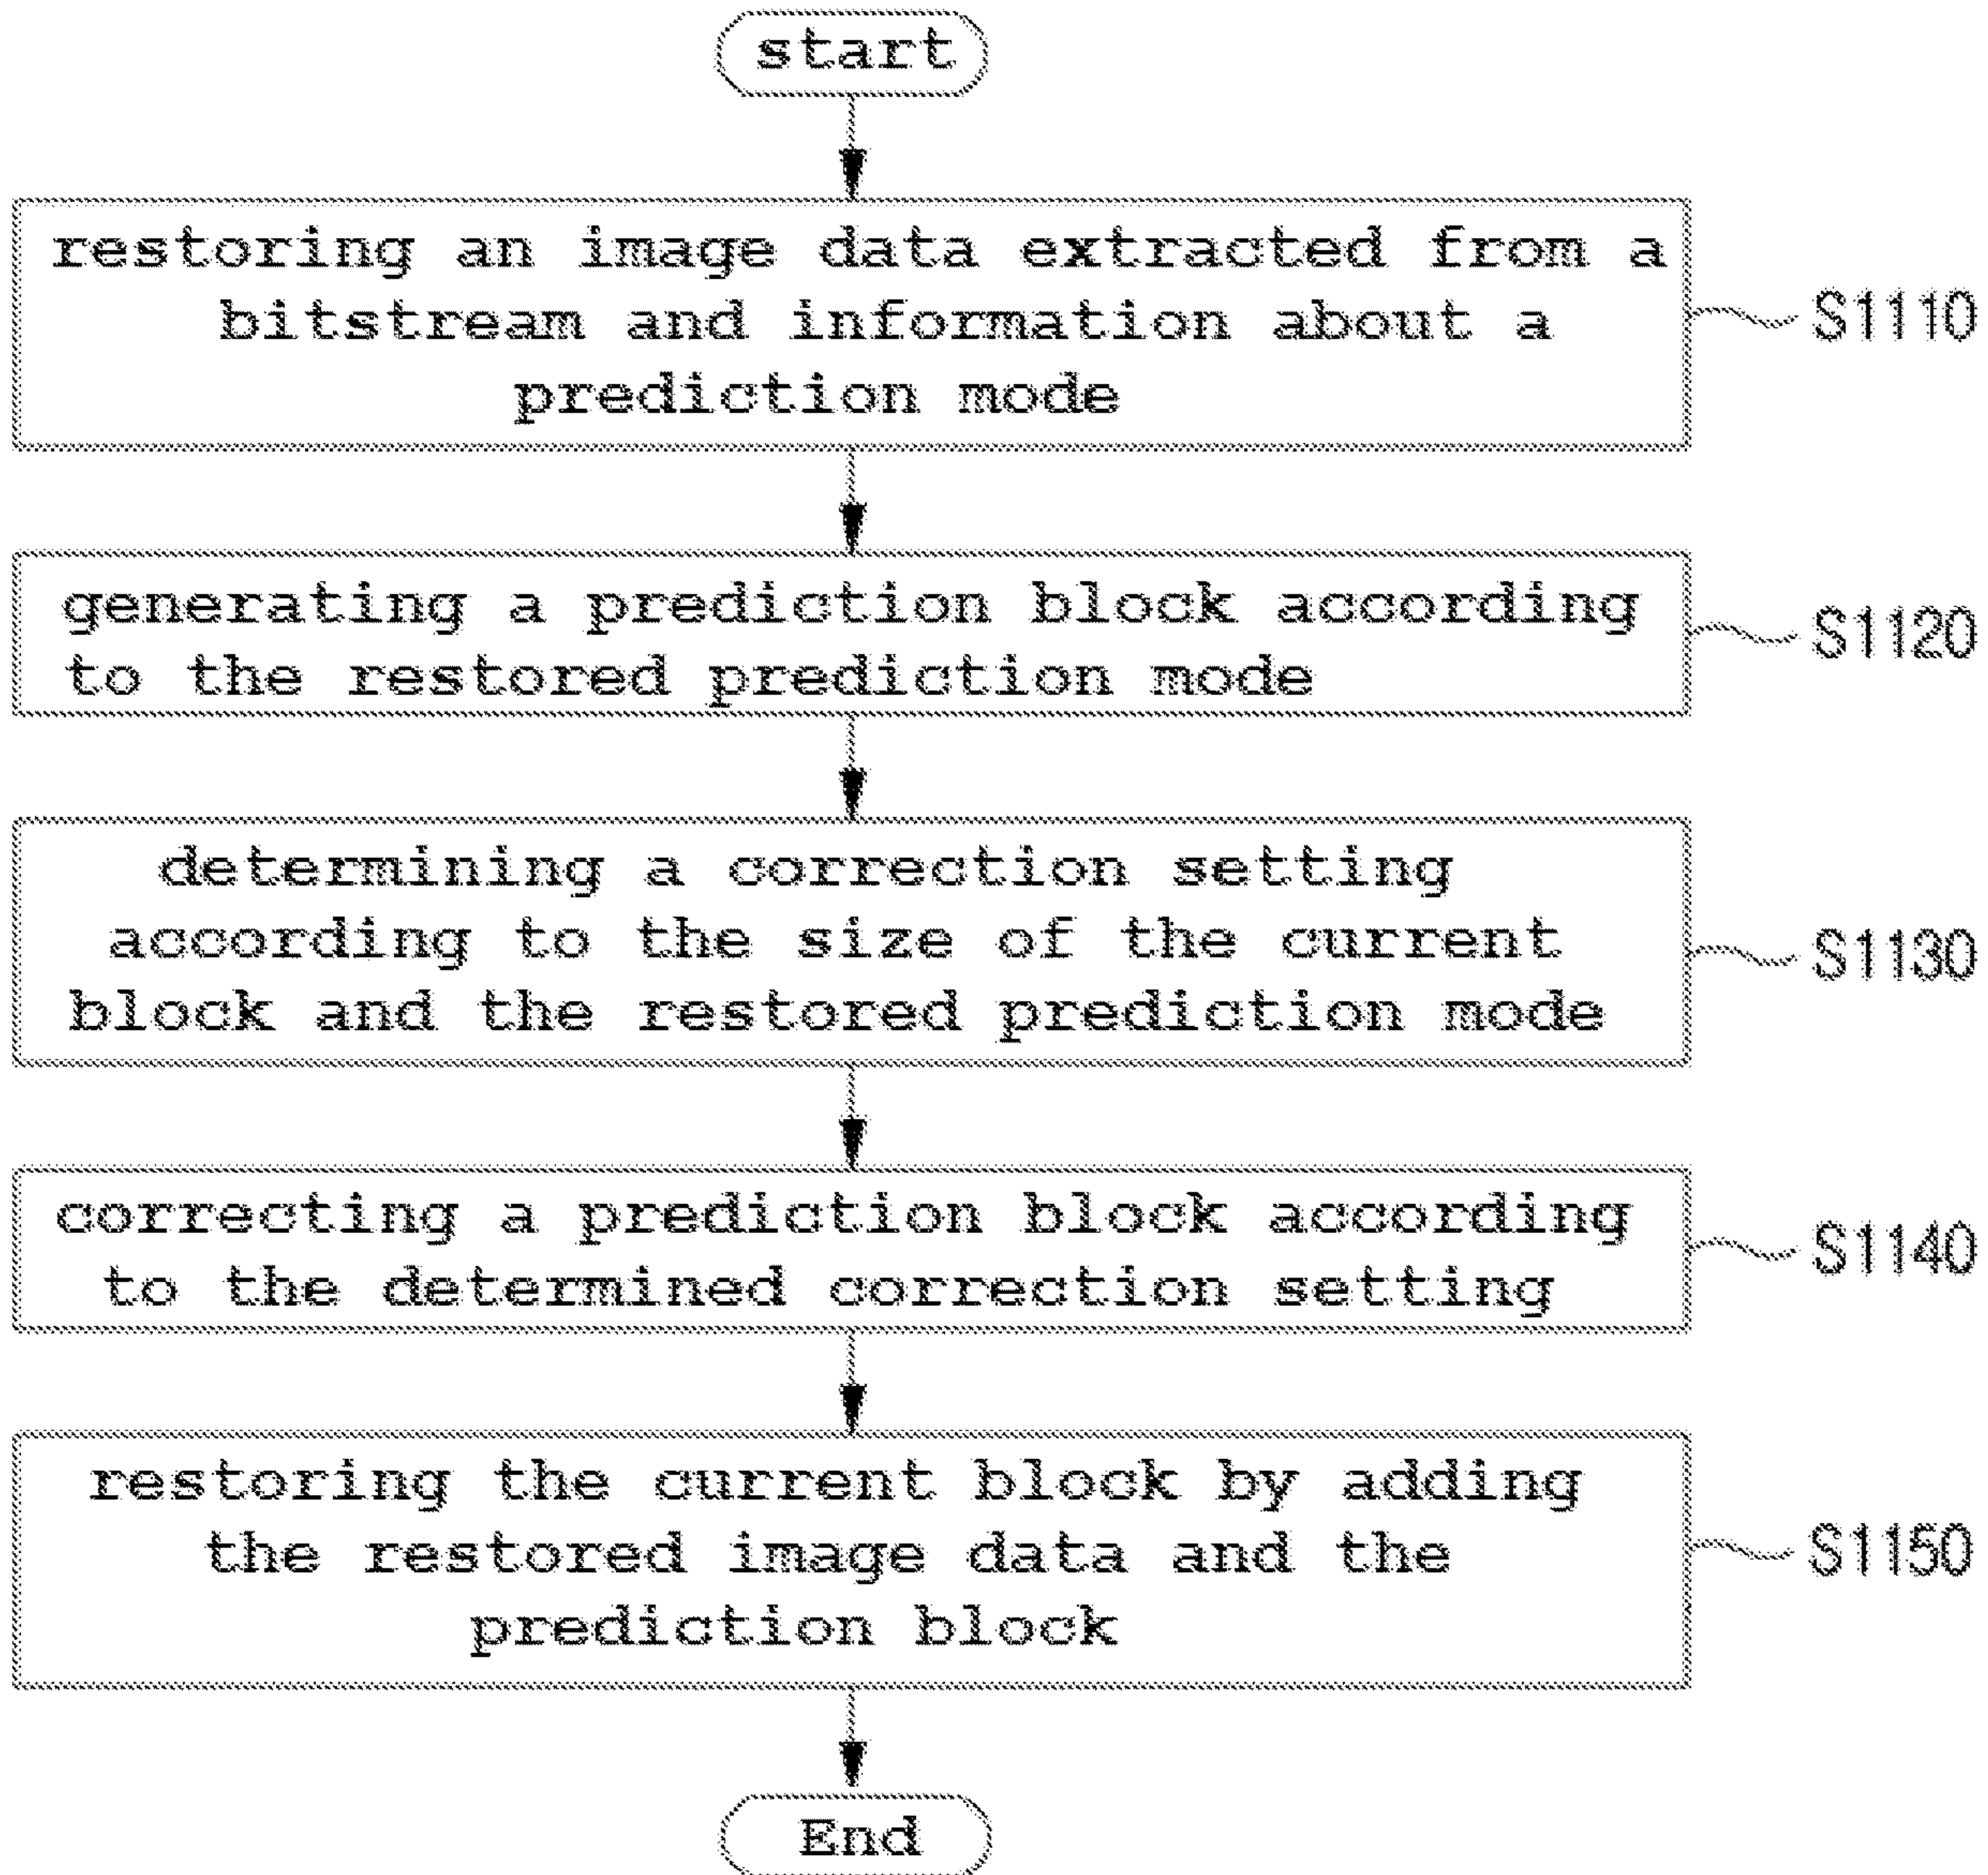 start
restoring an image data extracted from a
bitstream and information about a
prediction mode
S1110
generating a prediction block according
to the restored prediction mode
S1120
determining a correction setting
according to the size of the current
block and the restored prediction mode
S1130
correcting a prediction block according
to the determined correction setting
S1140
restoring the current block by adding
the restored image data and the
prediction block
S1150
End